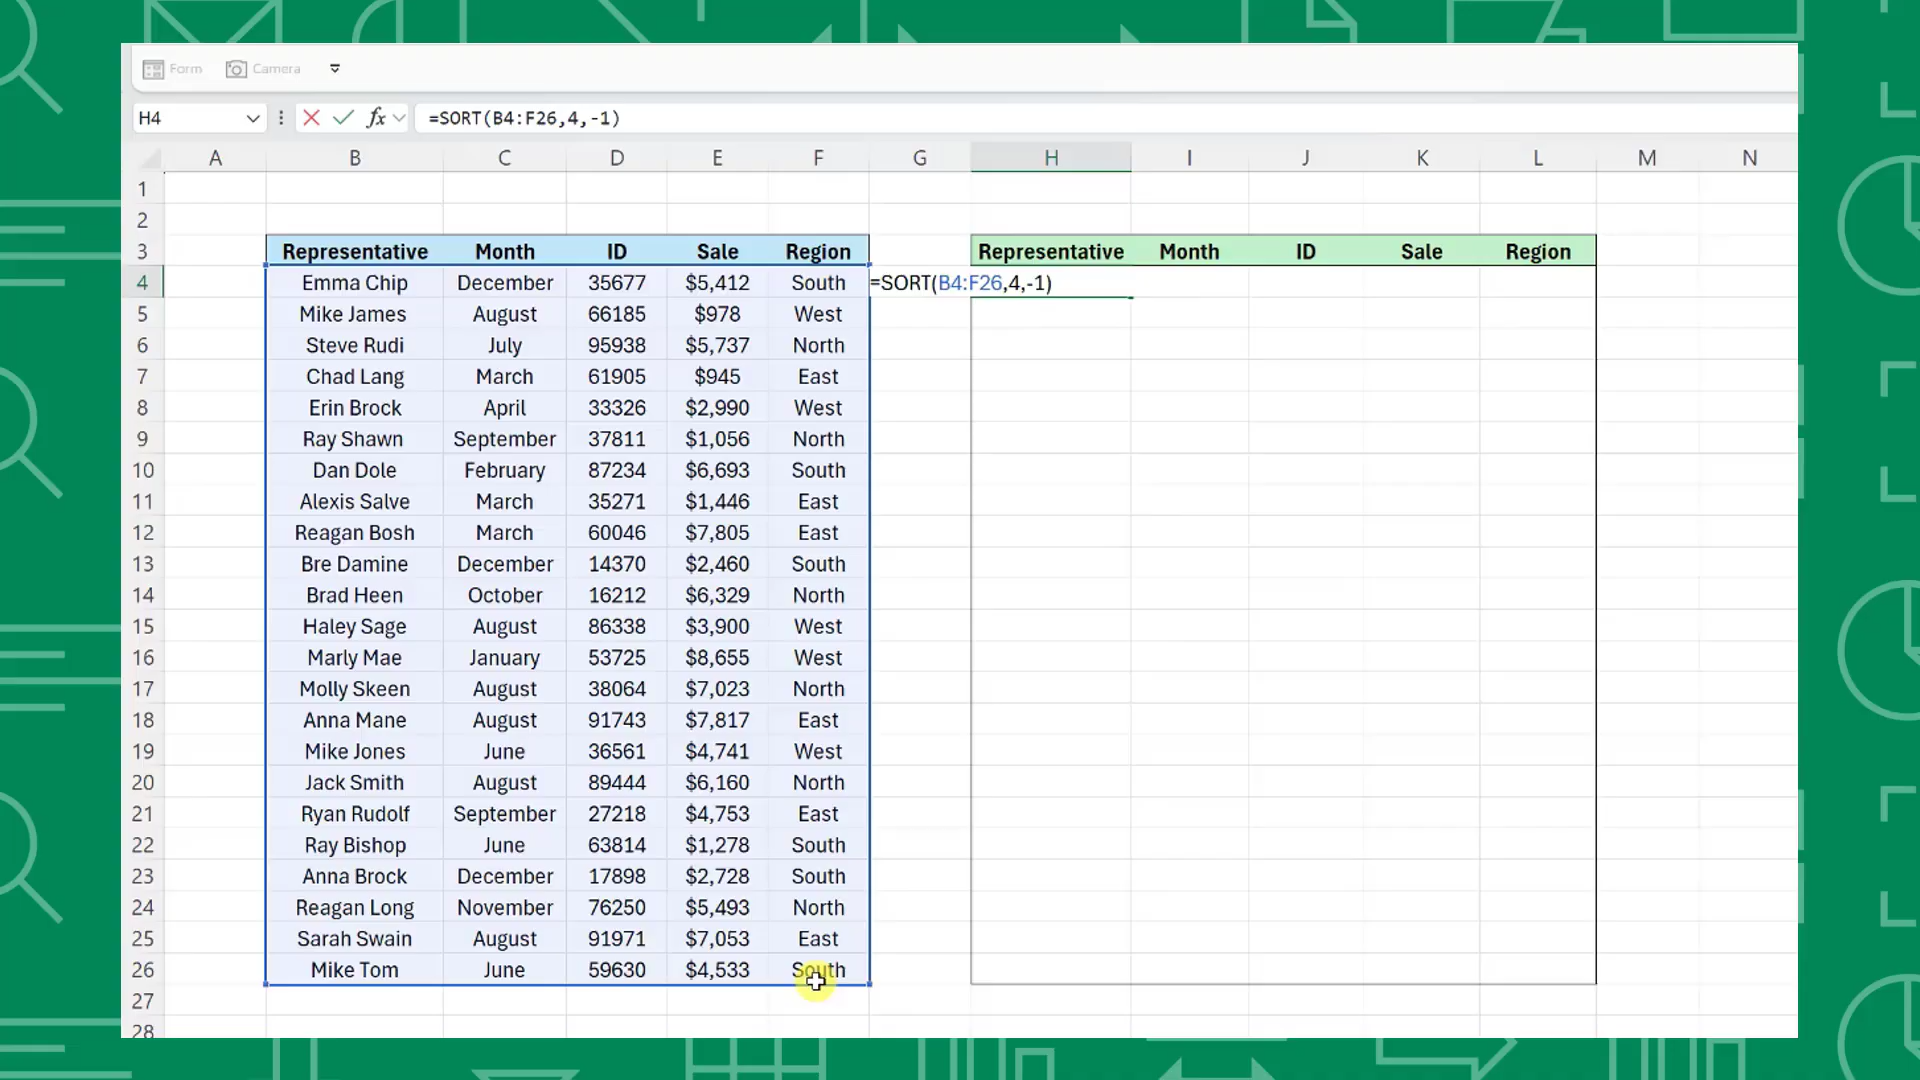 Form Camera
H4 fx =SORT(B4:F26,4,-1)
A B C D E F G H I J K L M N
1
2
3 Representative Month ID Sale Region Representative Month ID Sale Region
4 Emma Chip December 35677 $5,412 South =SORT(B4:F26,4,-1)
5 Mike James August 66185 $978 West
6 Steve Rudi July 95938 $5,737 North
7 Chad Lang March 61905 $945 East
8 Erin Brock April 33326 $2,990 West
9 Ray Shawn September 37811 $1,056 North
10 Dan Dole February 87234 $6,693 South
11 Alexis Salve March 35271 $1,446 East
12 Reagan Bosh March 60046 $7,805 East
13 Bre Damine December 14370 $2,460 South
14 Brad Heen October 16212 $6,329 North
15 Haley Sage August 86338 $3,900 West
16 Marly Mae January 53725 $8,655 West
17 Molly Skeen August 38064 $7,023 North
18 Anna Mane August 91743 $7,817 East
19 Mike Jones June 36561 $4,741 West
20 Jack Smith August 89444 $6,160 North
21 Ryan Rudolf September 27218 $4,753 East
22 Ray Bishop June 63814 $1,278 South
23 Anna Brock December 17898 $2,728 South
24 Reagan Long November 76250 $5,493 North
25 Sarah Swain August 91971 $7,053 East
26 Mike Tom June 59630 $4,533 South
27
28